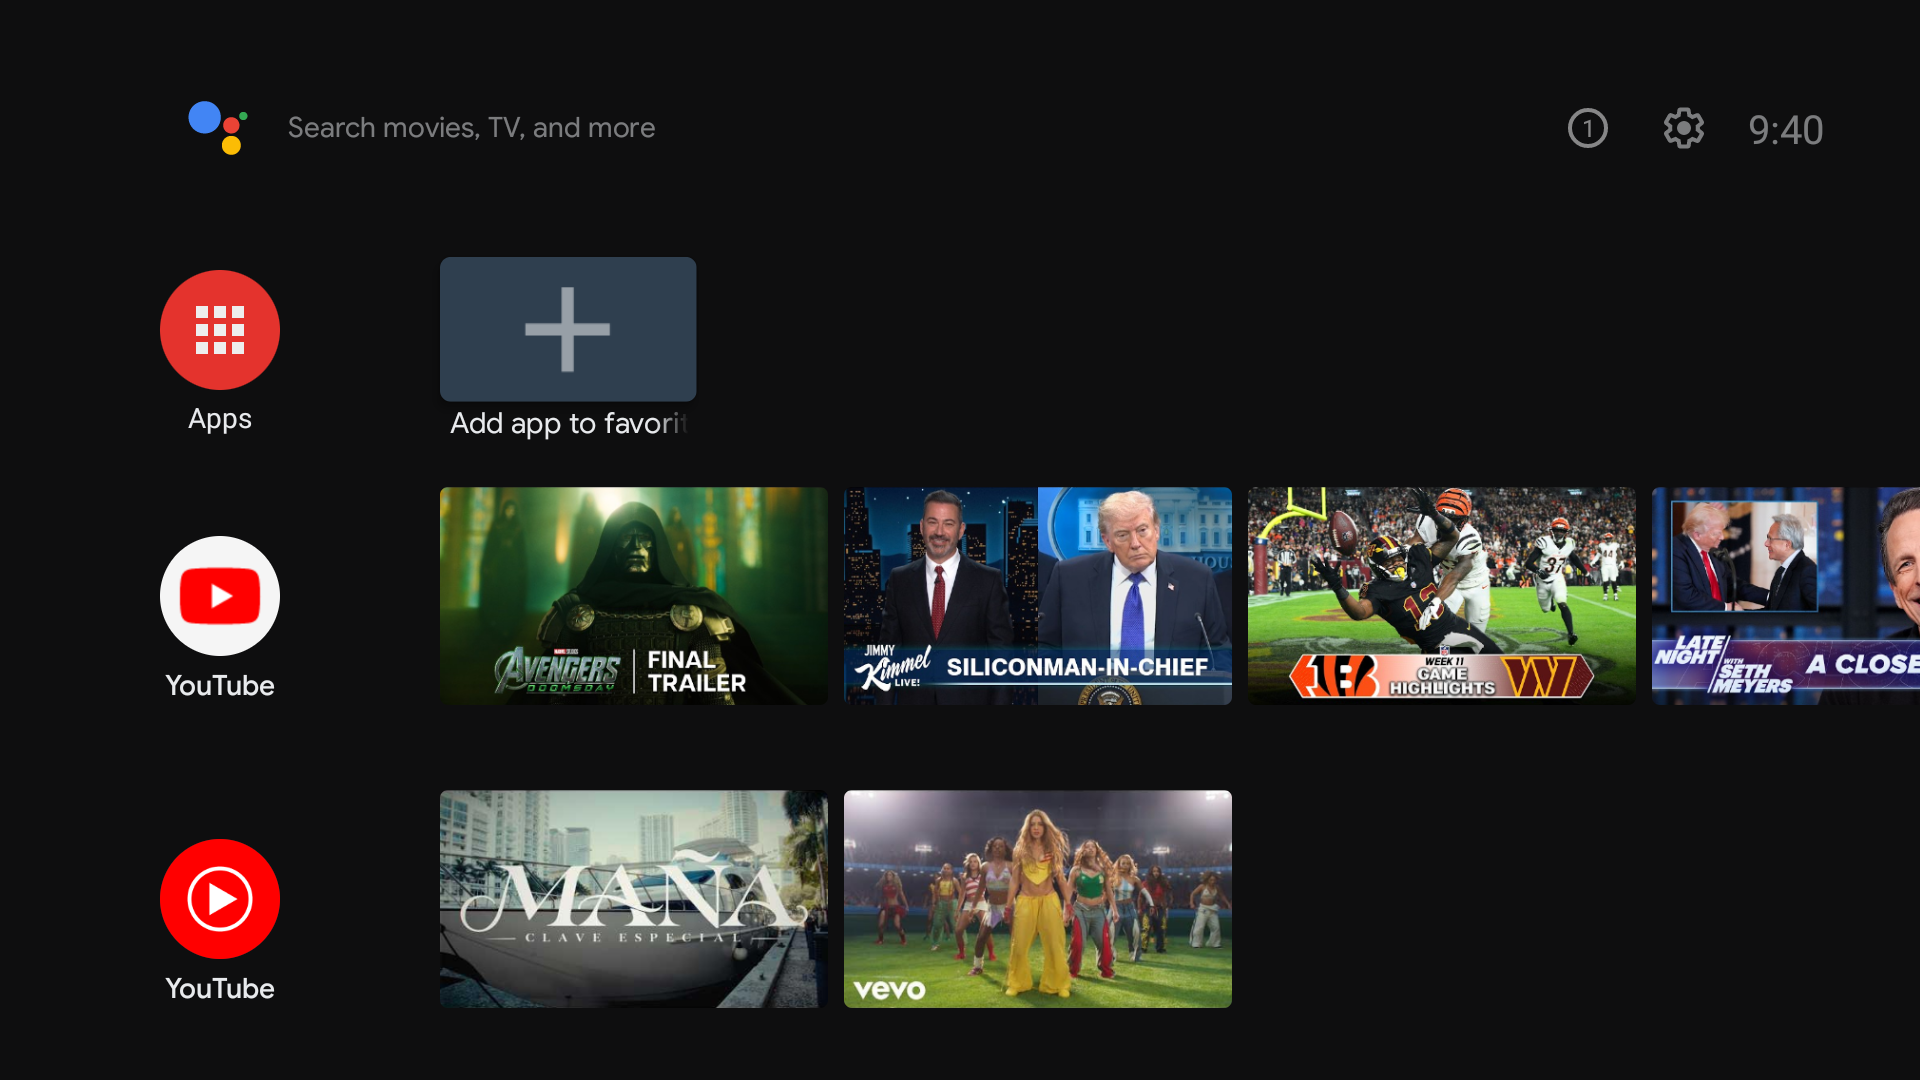 Search movies, TV, and more
1
9:40
Apps
Add app to favorit
YouTube
MARVEL STUDIOS
AVENGERS
DOOMSDAY
FINAL
TRAILER
JIMMY
Kimmel
LIVE!
SILICONMAN-IN-CHIEF
WEEK 11
GAME
HIGHLIGHTS
LATE
NIGHT
WITH
SETH
MEYERS
A CLOSE
YouTube
MAÑA
CLAVE ESPECIAL
vevo